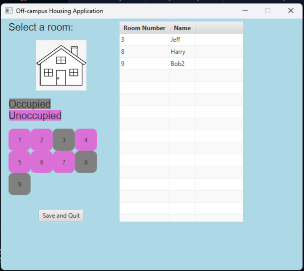 Off-campus Housing Application
Select a room:
Occupied
Unoccupied
1 2 3 4
5 6 7 8
9
Save and Quit
Room Number Name
3 Jeff
8 Harry
9 Bob2